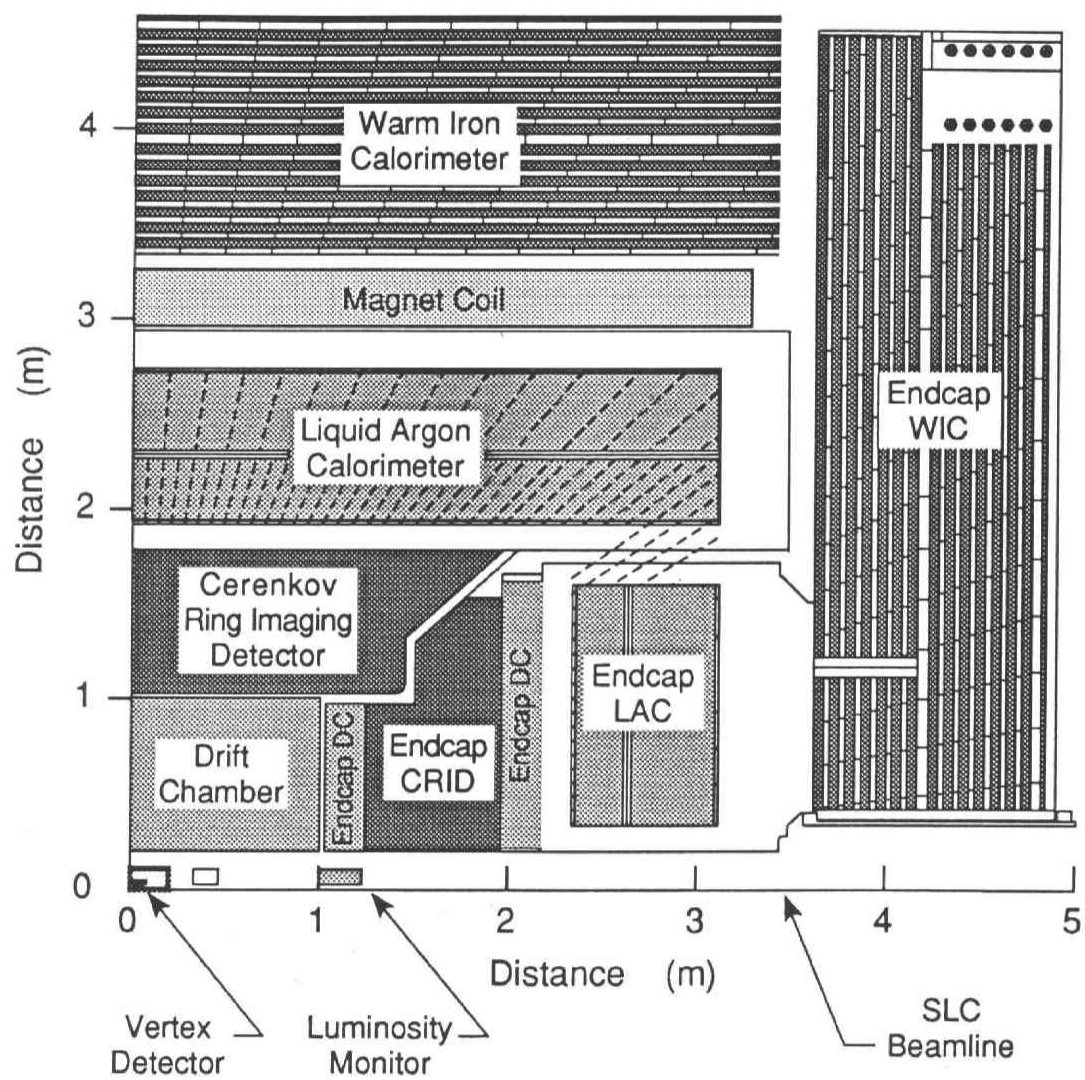 Warm Iron
Calorimeter
4
Magnet Coil
3
Distance (m)
Endcap
WIC
Liquid Argon
Calorimeter
2
Cerenkov
Ring Imaging
Detector
Endcap
LAC
1
Drift
Chamber
Endcap DC
Endcap
CRID
Endcap DC
0
0 1 2 3 4 5
Distance (m)
Vertex
Detector
Luminosity
Monitor
SLC
Beamline